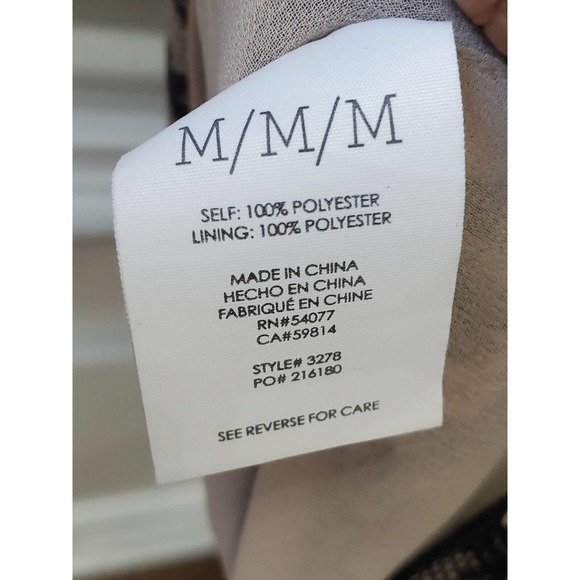 M/M/M
SELF: 100% POLYESTER
LINING: 100% POLYESTER
MADE IN CHINA
HECHO EN CHINA
FABRIQUÉ EN CHINE
RN#54077
CA#59814
STYLE# 3278
PO# 216180
SEE REVERSE FOR CARE